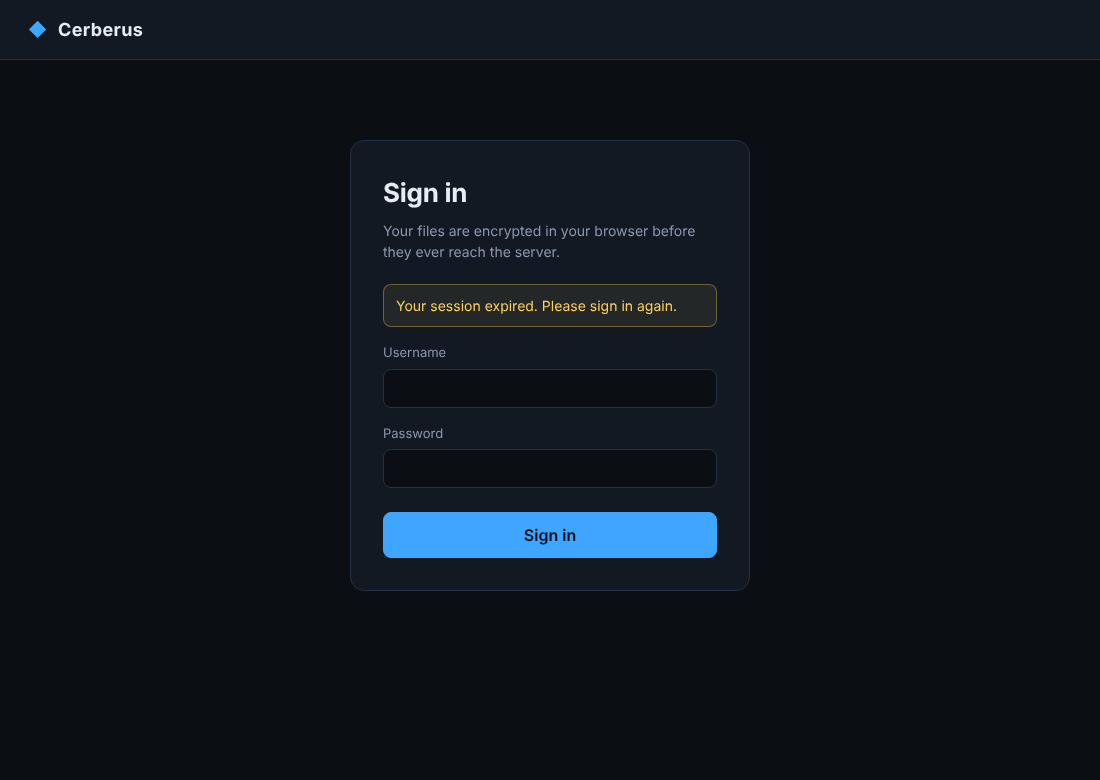 Cerberus
Sign in
Your files are encrypted in your browser before
they ever reach the server.
Your session expired. Please sign in again.
Username
Password
Sign in